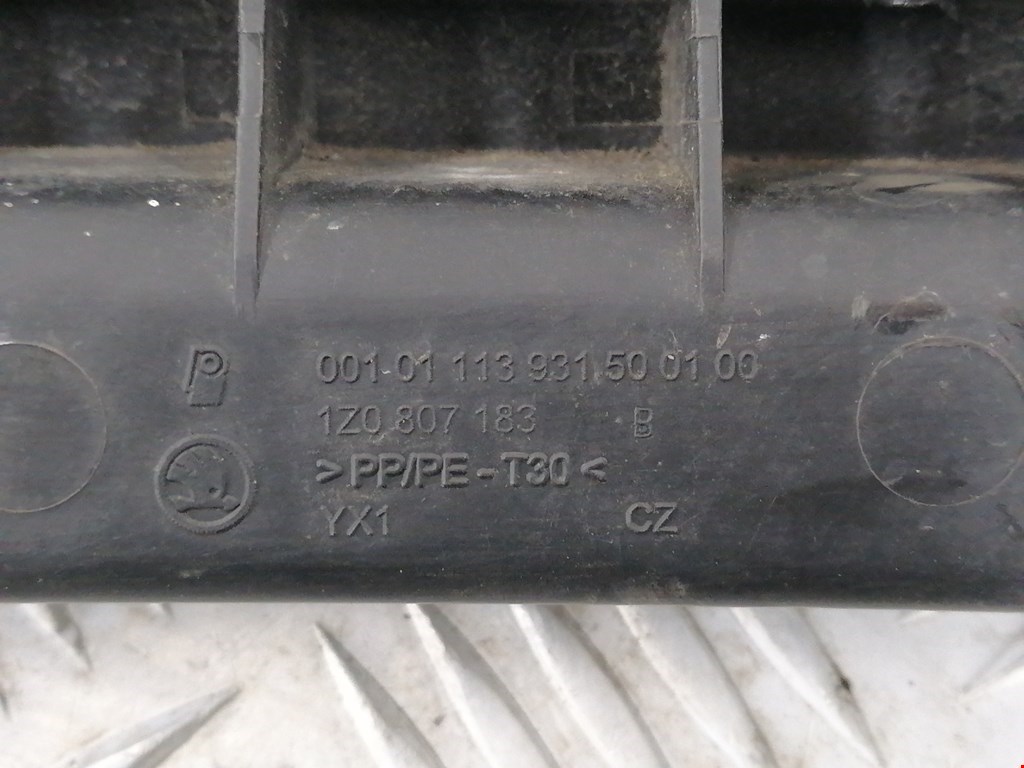 001 01 113 931 50 01 00
1Z0 807 183 B
>PP/PE-T30<
YX1 CZ